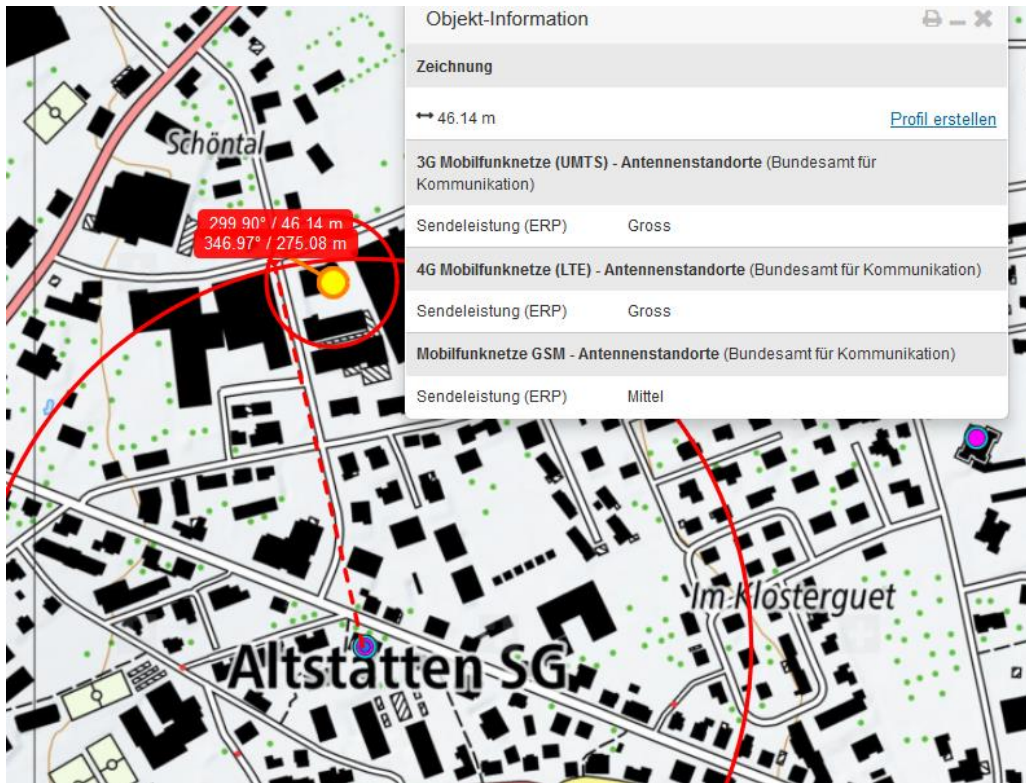 Objekt-Information
Zeichnung
46.14 m
Profil erstellen
3G Mobilfunknetze (UMTS) - Antennenstandorte (Bundesamt für
Kommunikation)
Sendeleistung (ERP) Gross
4G Mobilfunknetze (LTE) - Antennenstandorte (Bundesamt für Kommunikation)
Sendeleistung (ERP) Gross
Mobilfunknetze GSM - Antennenstandorte (Bundesamt für Kommunikation)
Sendeleistung (ERP) Mittel
Schöntal
299.90° / 46.14 m
346.97° / 275.08 m
Im Klosterguet
Altstätten SG